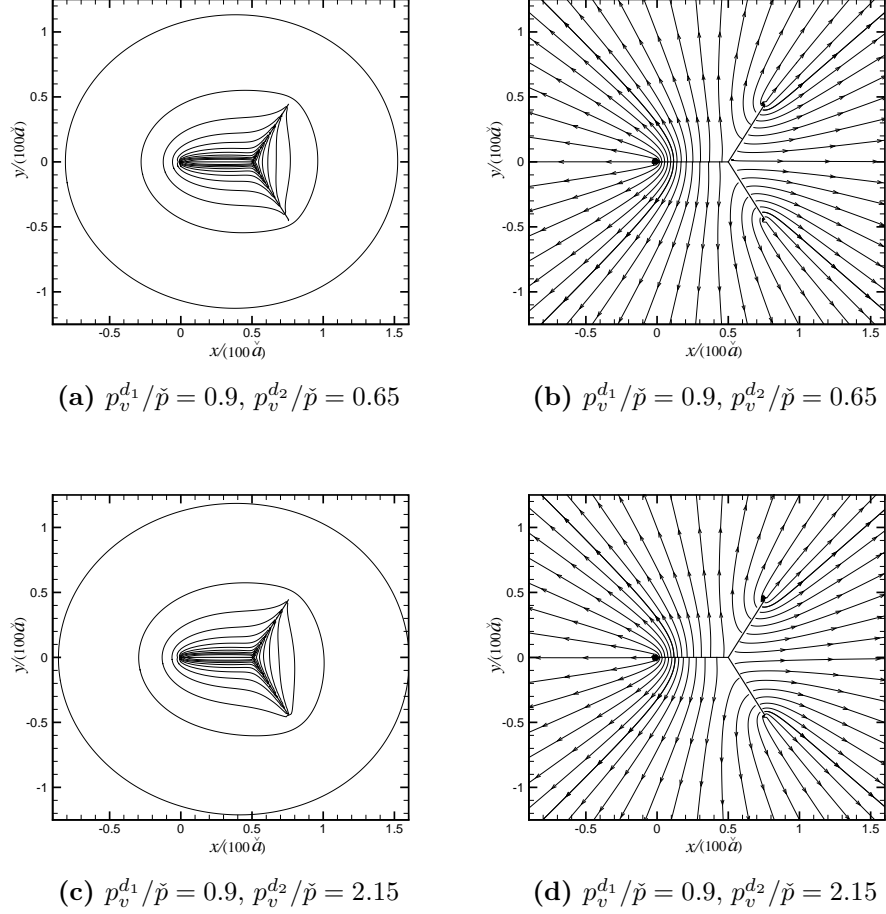 y/(100ǎ)
1
0.5
0
-0.5
-1
-0.5 0 0.5 1 1.5
x/(100ǎ)
(a) p_v^{d_1}/p̌ = 0.9, p_v^{d_2}/p̌ = 0.65
y/(100ǎ)
1
0.5
0
-0.5
-1
-0.5 0 0.5 1 1.5
x/(100ǎ)
(b) p_v^{d_1}/p̌ = 0.9, p_v^{d_2}/p̌ = 0.65
y/(100ǎ)
1
0.5
0
-0.5
-1
-0.5 0 0.5 1 1.5
x/(100ǎ)
(c) p_v^{d_1}/p̌ = 0.9, p_v^{d_2}/p̌ = 2.15
y/(100ǎ)
1
0.5
0
-0.5
-1
-0.5 0 0.5 1 1.5
x/(100ǎ)
(d) p_v^{d_1}/p̌ = 0.9, p_v^{d_2}/p̌ = 2.15